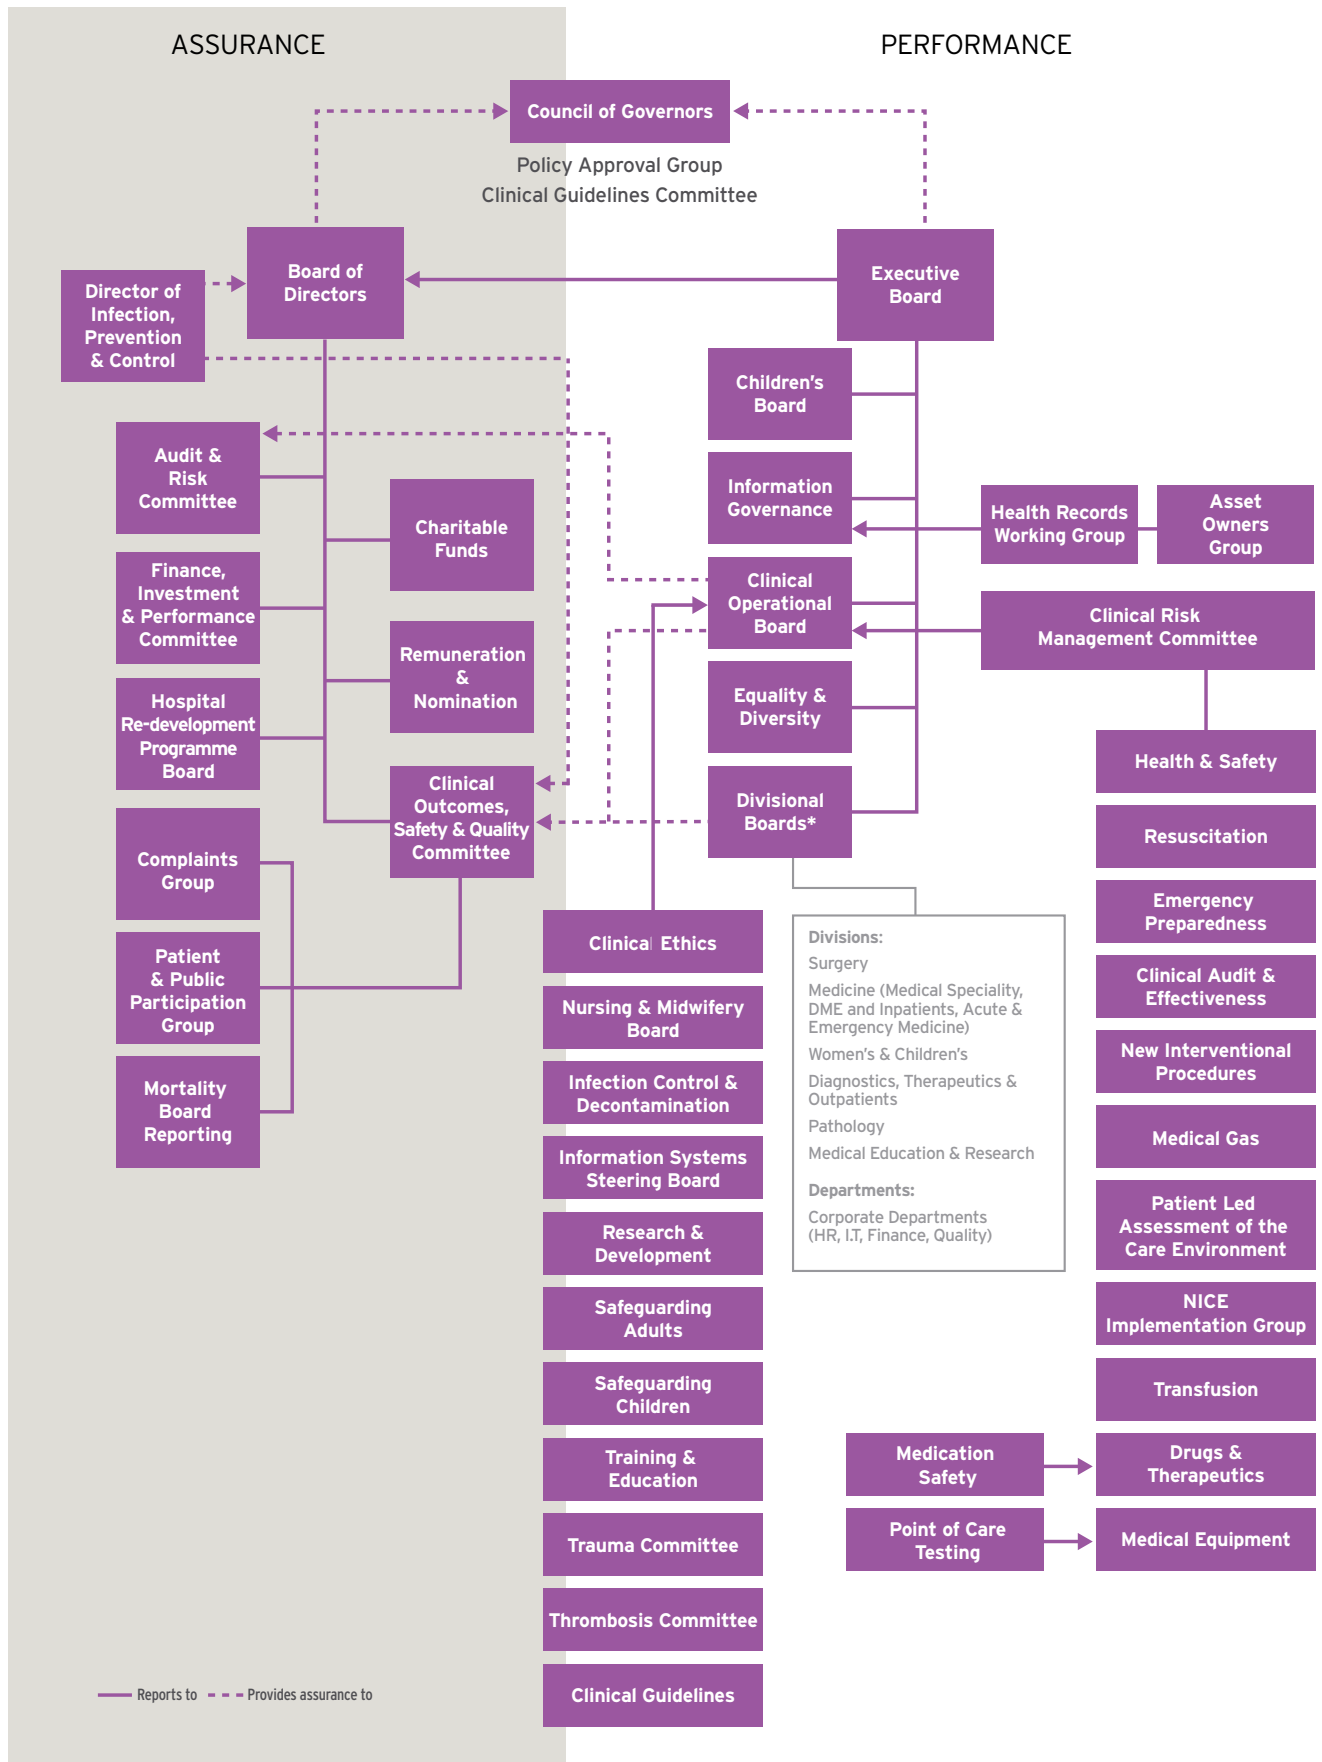 ASSURANCE
PERFORMANCE
Council of Governors
Policy Approval Group
Clinical Guidelines Committee
Board of
Directors
Executive
Board
Director of
Infection,
Prevention
& Control
Children's
Board
Audit &
Risk
Committee
Information
Governance
Charitable
Funds
Health Records
Working Group
Asset
Owners
Group
Finance,
Investment
& Performance
Committee
Clinical
Operational
Board
Clinical Risk
Management Committee
Remuneration
&
Nomination
Hospital
Re-development
Programme
Board
Equality &
Diversity
Health & Safety
Clinical
Outcomes,
Safety & Quality
Committee
Divisional
Boards*
Complaints
Group
Resuscitation
Clinical Ethics
Emergency
Preparedness
Patient
& Public
Participation
Group
Nursing & Midwifery
Board
Clinical Audit &
Effectiveness
Mortality
Board
Reporting
Infection Control &
Decontamination
New Interventional
Procedures
Information Systems
Steering Board
Medical Gas
Divisions:
Surgery
Medicine (Medical Speciality,
DME and Inpatients, Acute &
Emergency Medicine)
Women's & Children's
Diagnostics, Therapeutics &
Outpatients
Pathology
Medical Education & Research
Departments:
Corporate Departments
(HR, I.T, Finance, Quality)
Research &
Development
Patient Led
Assessment of the
Care Environment
Safeguarding
Adults
NICE
Implementation Group
Safeguarding
Children
Transfusion
Training &
Education
Medication
Safety
Drugs &
Therapeutics
Trauma Committee
Point of Care
Testing
Medical Equipment
Thrombosis Committee
Clinical Guidelines
Reports to
Provides assurance to